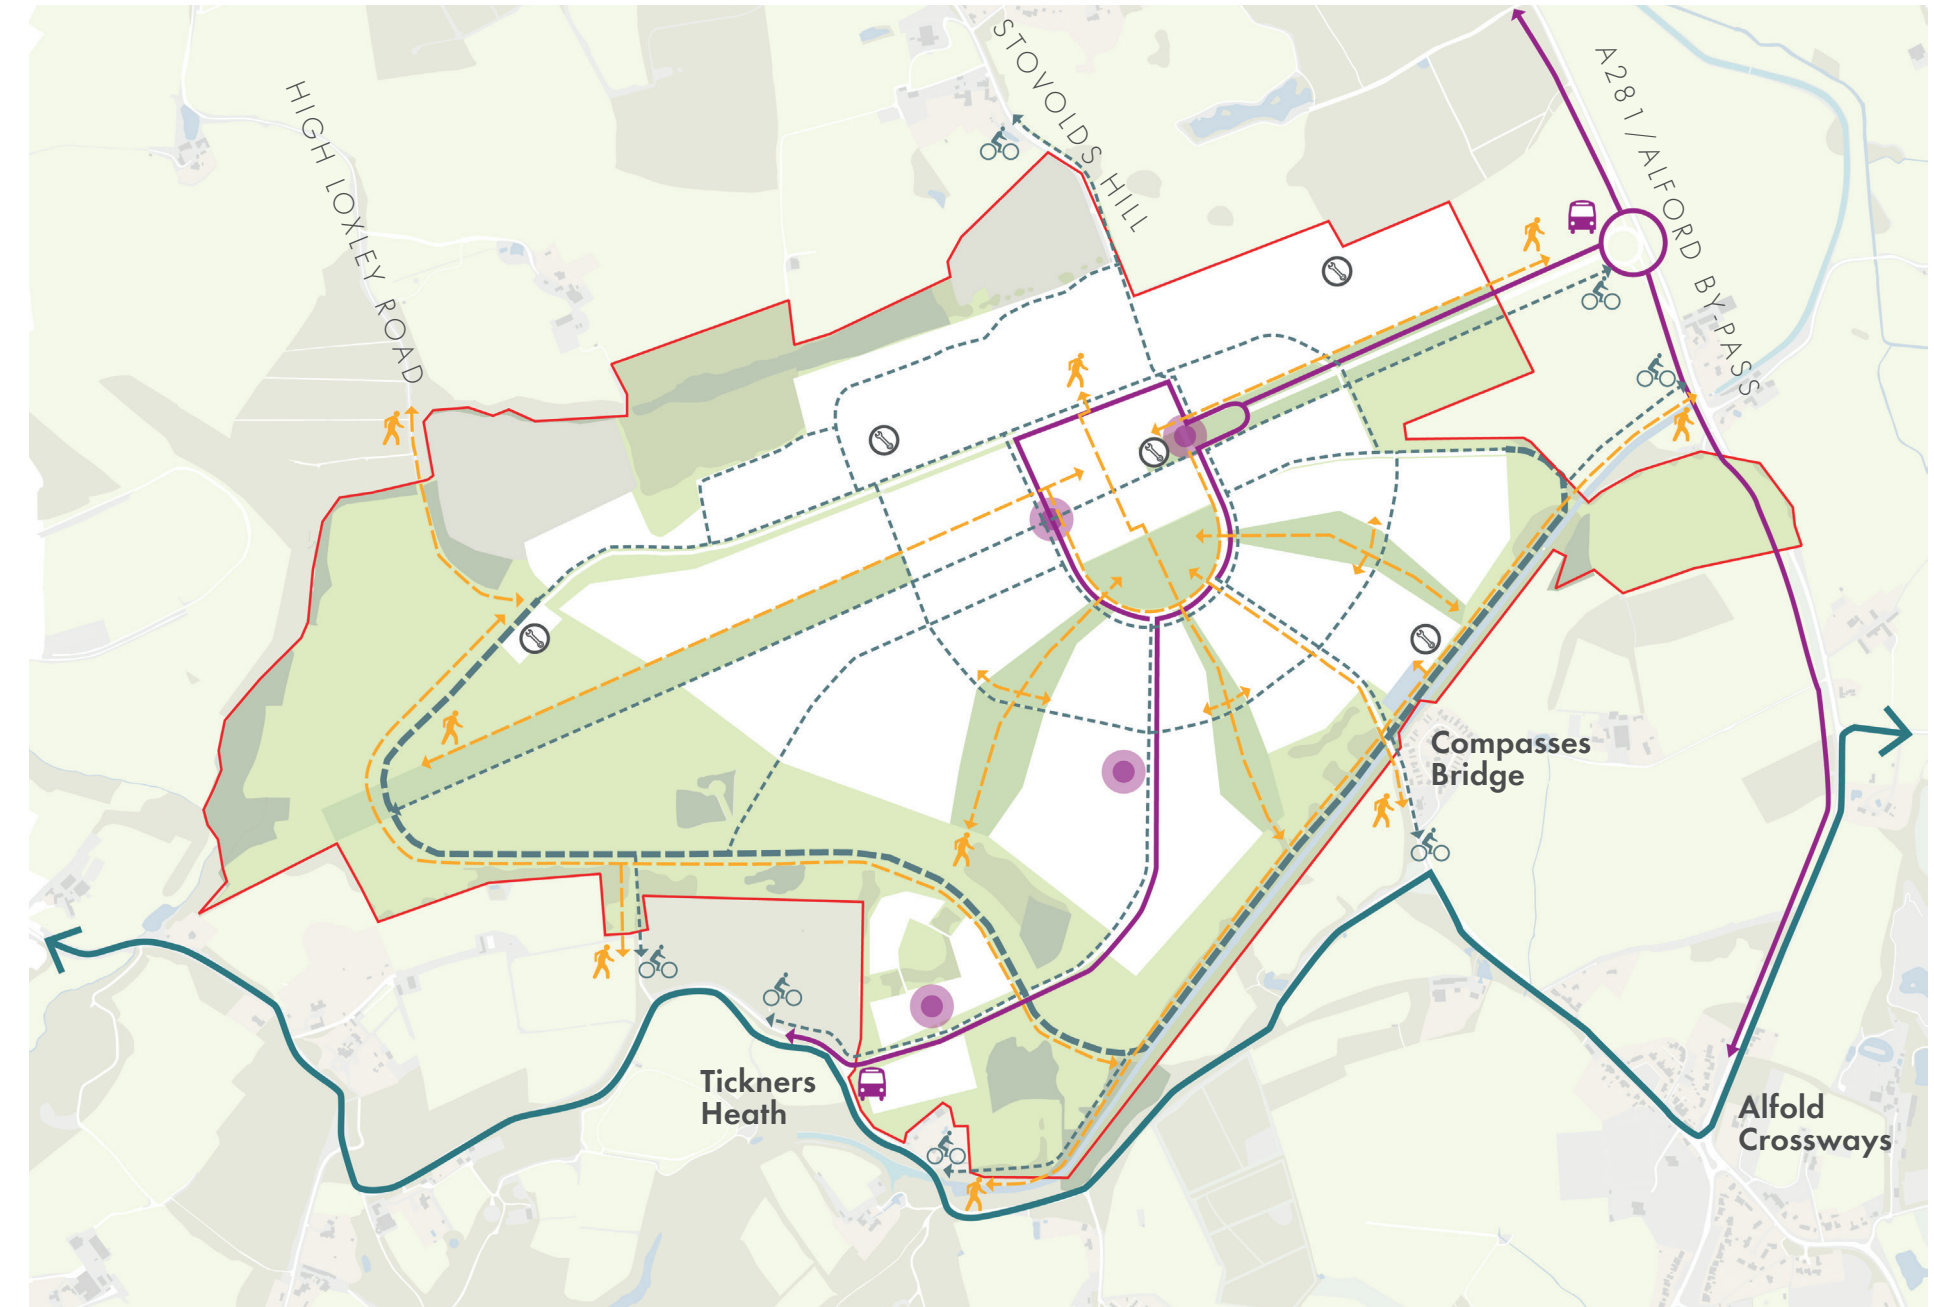 STOVOLDS HILL
A281/ALFORD BY-PASS
HIGH LOXLEY ROAD
Compasses
Bridge
Tickners
Heath
Alfold
Crossways